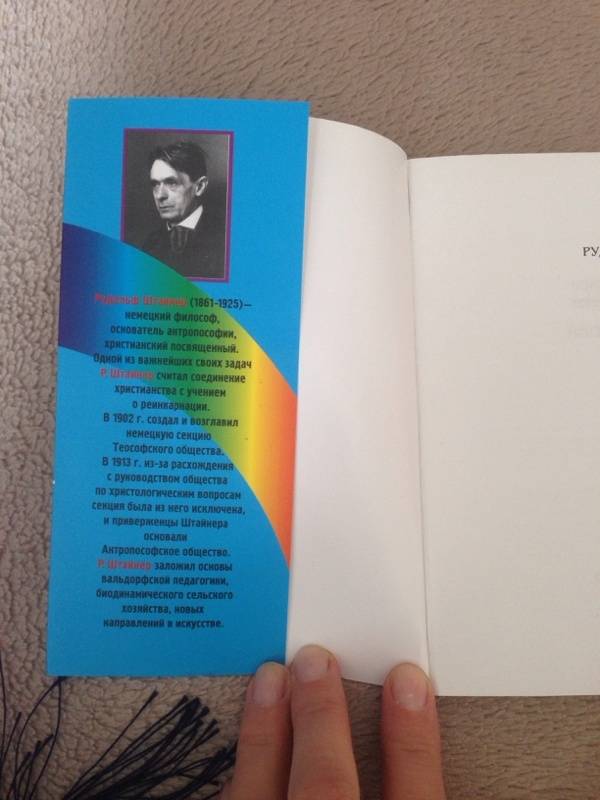 Рудольф Штайнер (1861-1925)—
немецкий философ,
основатель антропософии,
христианский посвященный.
Одной из важнейших своих задач
Р. Штайнер считал соединение
христианства с учением
о реинкарнации.
В 1902 г. создал и возглавил
немецкую секцию
Теософского общества.
В 1913 г. из-за расхождения
с руководством общества
по христологическим вопросам
секция была из него исключена,
и приверженцы Штайнера
основали
Антропософское общество.
Р. Штайнер заложил основы
вальдорфской педагогики,
биодинамического сельского
хозяйства, новых
направлений в искусстве.
РУД